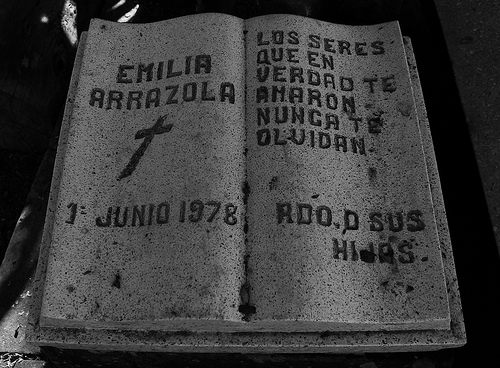 EMILIA
ARRAZOLA
1- JUNIO 1978
LOS SERES
QUE EN
VERDAD TE
AMARON
NUNCA TE
OLVIDAN.
RDO. D SUS
HIJAS.